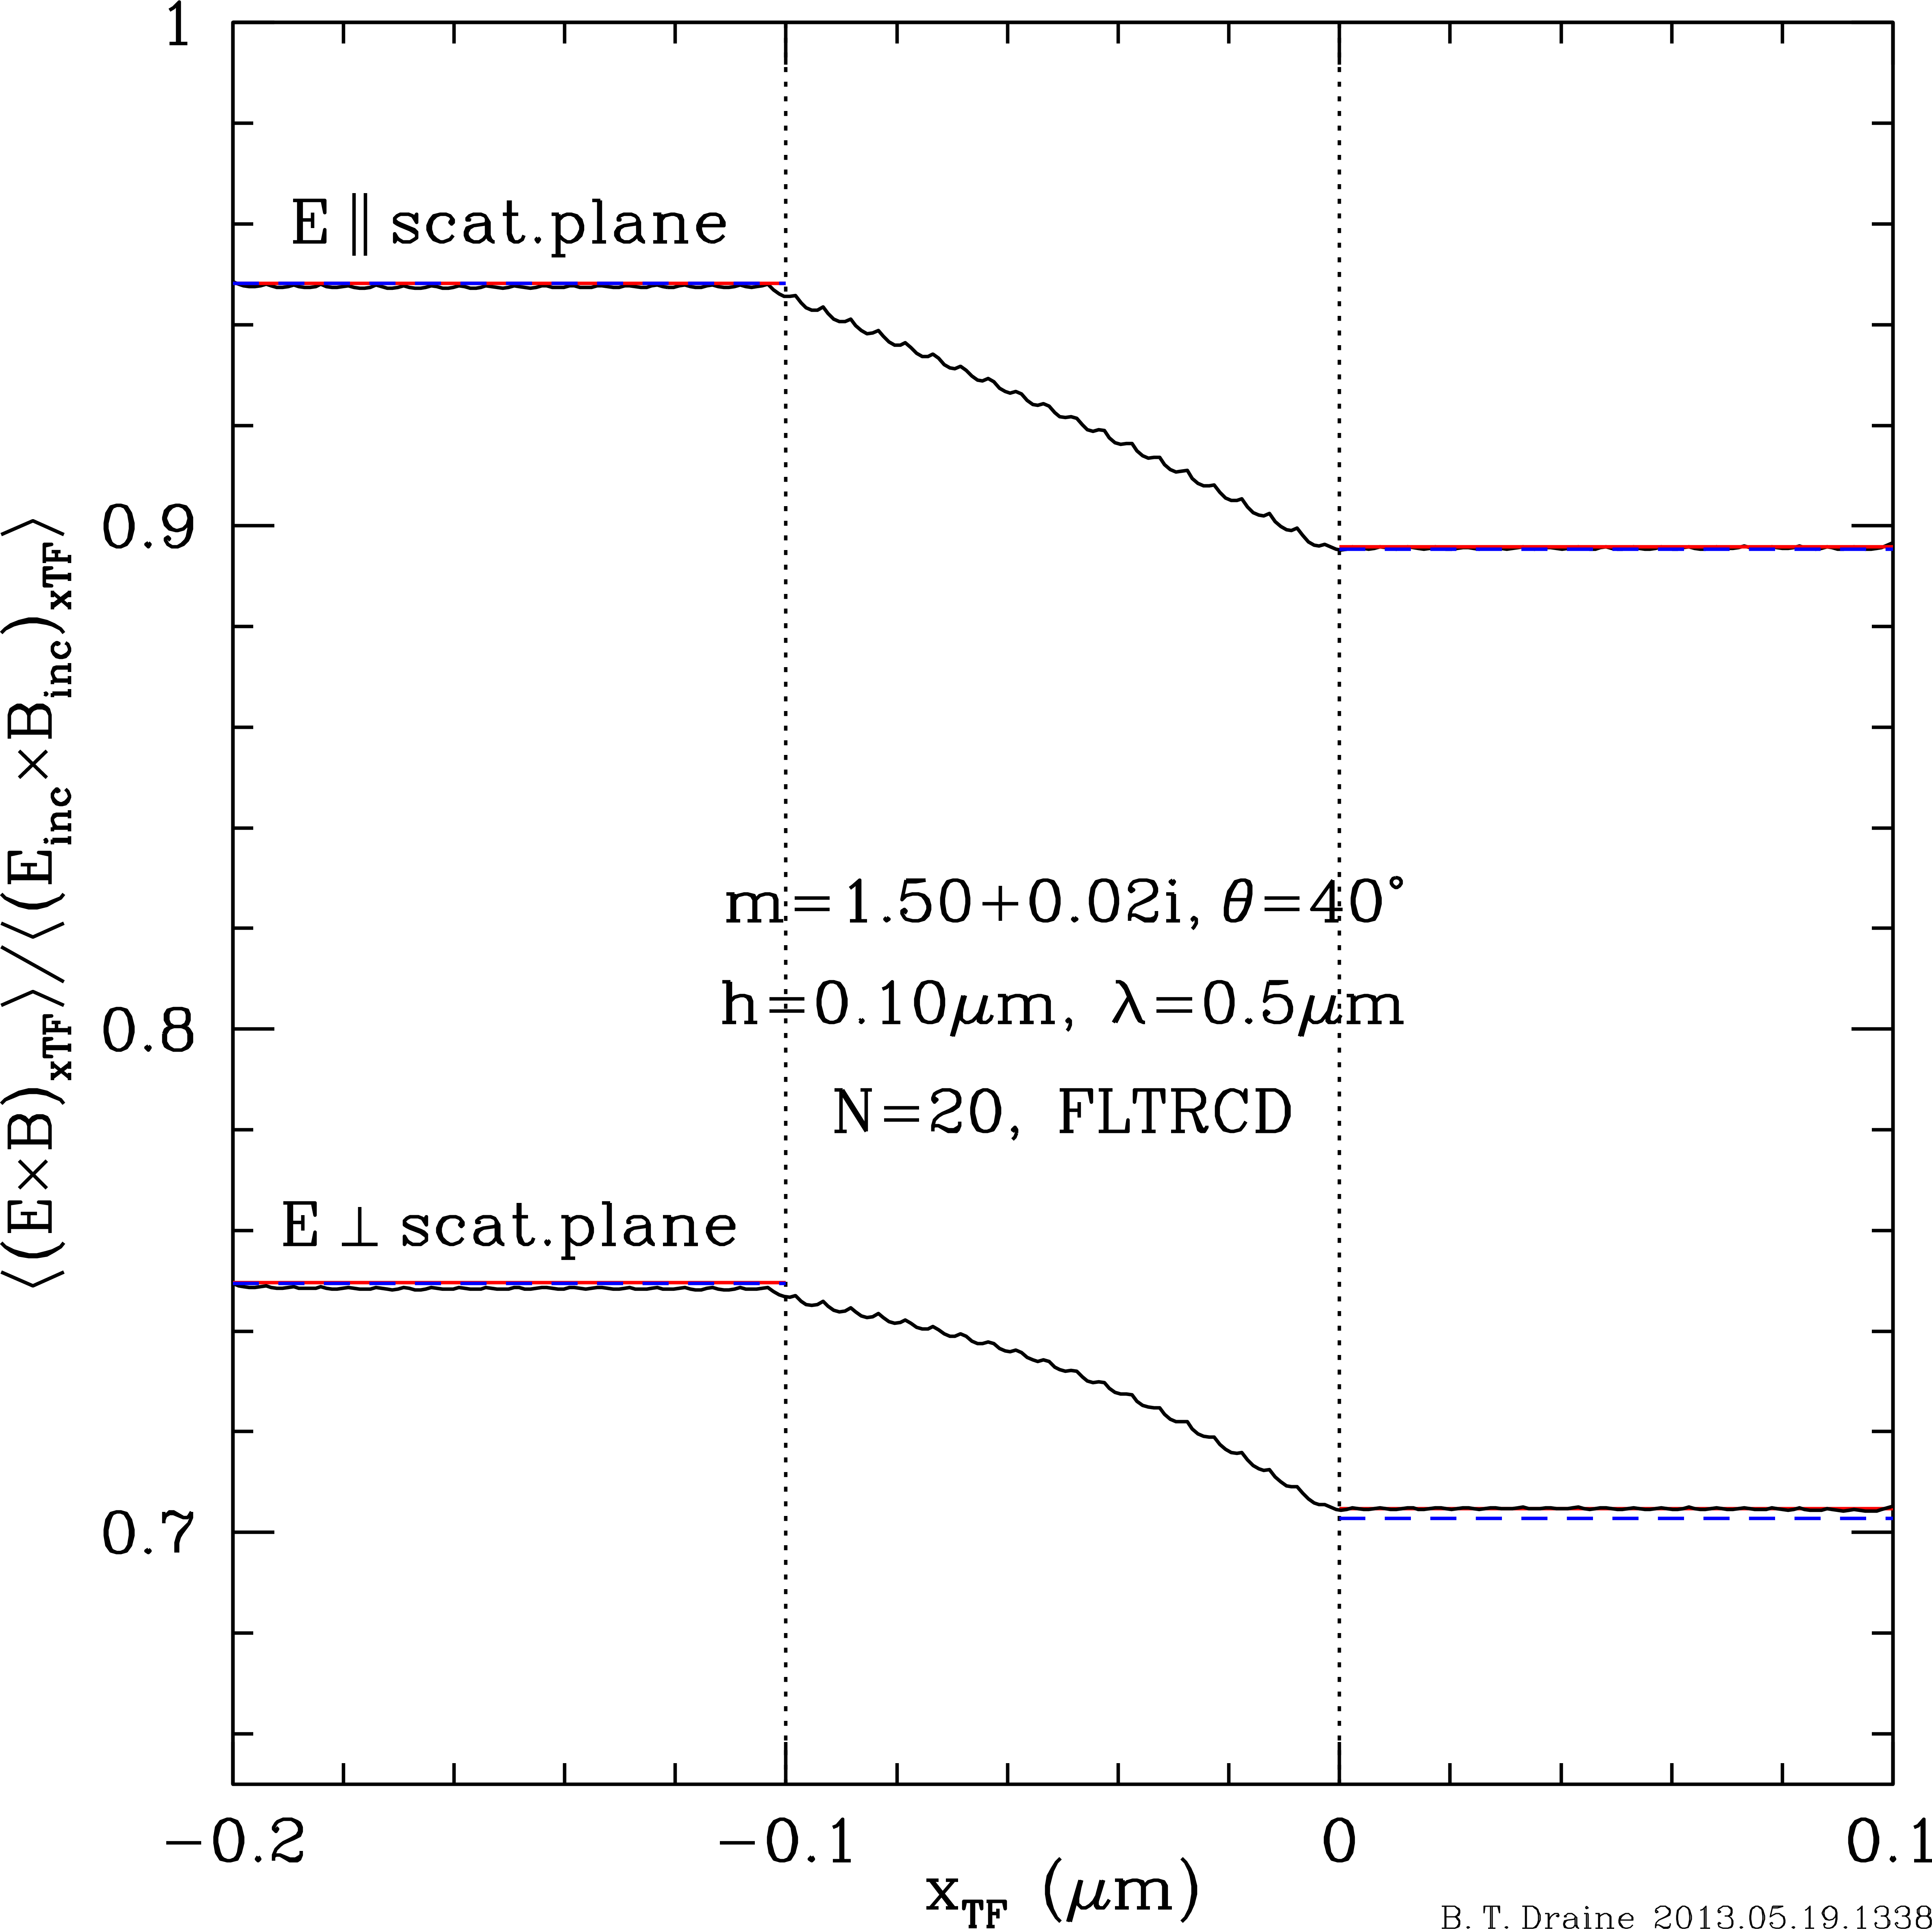 1
E ∥ scat.plane
0.9
⟨(E×B)xTF⟩/⟨(Einc×Binc)xTF⟩
m=1.50+0.02i, θ=40°
h=0.10μm, λ=0.5μm
0.8
N=20, FLTRCD
E ⊥ scat.plane
0.7
−0.2 −0.1 0 0.1
xTF (μm)
B. T. Draine 2013.05.19.1338